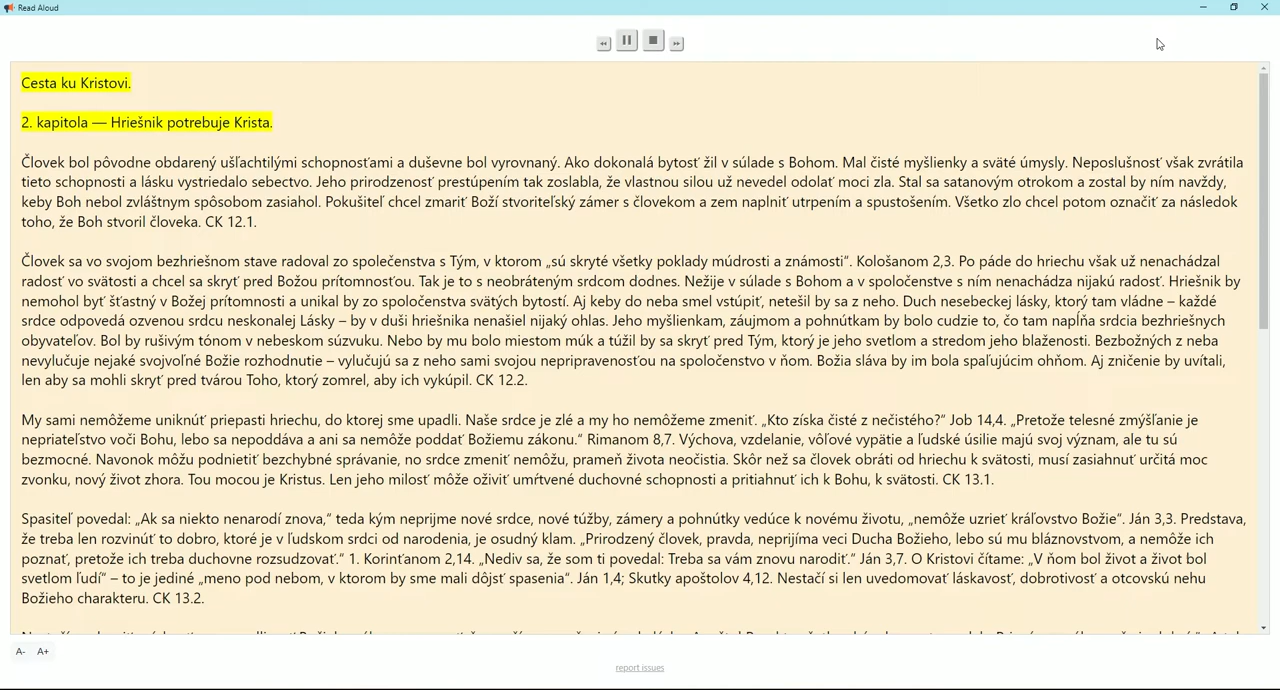 Read Aloud
Cesta ku Kristovi.
2. kapitola — Hriešnik potrebuje Krista.
Človek bol pôvodne obdarený ušľachtilými schopnosťami a duševne bol vyrovnaný. Ako dokonalá bytosť žil v súlade s Bohom. Mal čisté myšlienky a sväté úmysly. Neposlušnosť však zvrátila
tieto schopnosti a lásku vystriedalo sebectvo. Jeho prirodzenosť prestúpením tak zoslabla, že vlastnou silou už nevedel odolať moci zla. Stal sa satanovým otrokom a zostal by ním navždy,
keby Boh nebol zvláštnym spôsobom zasiahol. Pokušiteľ chcel zmariť Boží stvoriteľský zámer s človekom a zem naplniť utrpením a spustošením. Všetko zlo chcel potom označiť za následok
toho, že Boh stvoril človeka. CK 12.1.
Človek sa vo svojom bezhriešnom stave radoval zo spoločenstva s Tým, v ktorom „sú skryté všetky poklady múdrosti a známosti“. Kološanom 2,3. Po páde do hriechu však už nenachádzal
radosť vo svätosti a chcel sa skryť pred Božou prítomnosťou. Tak je to s neobráteným srdcom dodnes. Nežije v súlade s Bohom a v spoločenstve s ním nenachádza nijakú radosť. Hriešnik by
nemohol byť šťastný v Božej prítomnosti a unikal by zo spoločenstva svätých bytostí. Aj keby do neba smel vstúpiť, netešil by sa z neho. Duch nesebeckej lásky, ktorý tam vládne – každé
srdce odpovedá ozvenou srdcu neskonalej Lásky – by v duši hriešnika nenašiel nijaký ohlas. Jeho myšlienkam, záujmom a pohnútkam by bolo cudzie to, čo tam napĺňa srdcia bezhriešnych
obyvateľov. Bol by rušivým tónom v nebeskom súzvuku. Nebo by mu bolo miestom múk a túžil by sa skryť pred Tým, ktorý je jeho svetlom a stredom jeho blaženosti. Bezbožných z neba
nevylučuje nejaké svojvoľné Božie rozhodnutie – vylučujú sa z neho sami svojou nepripravenosťou na spoločenstvo v ňom. Božia sláva by im bola spaľujúcim ohňom. Aj zničenie by uvítali,
len aby sa mohli skryť pred tvárou Toho, ktorý zomrel, aby ich vykúpil. CK 12.2.
My sami nemôžeme uniknúť priepasti hriechu, do ktorej sme upadli. Naše srdce je zlé a my ho nemôžeme zmeniť. „Kto získa čisté z nečistého?“ Job 14,4. „Pretože telesné zmýšľanie je
nepriateľstvo voči Bohu, lebo sa nepoddáva a ani sa nemôže poddať Božiemu zákonu.“ Rimanom 8,7. Výchova, vzdelanie, vôľové vypätie a ľudské úsilie majú svoj význam, ale tu sú
bezmocné. Navonok môžu podnietiť bezchybné správanie, no srdce zmeniť nemôžu, prameň života neočistia. Skôr než sa človek obráti od hriechu k svätosti, musí zasiahnuť určitá moc
zvonku, nový život zhora. Tou mocou je Kristus. Len jeho milosť môže oživiť umŕtvené duchovné schopnosti a pritiahnuť ich k Bohu, k svätosti. CK 13.1.
Spasiteľ povedal: „Ak sa niekto nenarodí znova,“ teda kým neprijme nové srdce, nové túžby, zámery a pohnútky vedúce k novému životu, „nemôže uzrieť kráľovstvo Božie“. Ján 3,3. Predstava,
že treba len rozvinúť to dobro, ktoré je v ľudskom srdci od narodenia, je osudný klam. „Prirodzený človek, pravda, neprijíma veci Ducha Božieho, lebo sú mu bláznovstvom, a nemôže ich
poznať, pretože ich treba duchovne rozsudzovať.“ 1. Korinťanom 2,14. „Nediv sa, že som ti povedal: Treba sa vám znovu narodiť.“ Ján 3,7. O Kristovi čítame: „V ňom bol život a život bol
svetlom ľudí“ – to je jediné „meno pod nebom, v ktorom by sme mali dôjsť spasenia“. Ján 1,4; Skutky apoštolov 4,12. Nestačí si len uvedomovať láskavosť, dobrotivosť a otcovskú nehu
Božieho charakteru. CK 13.2.
A- A+
report issues